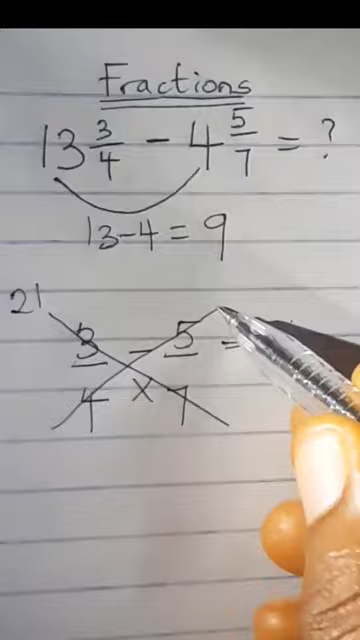 Fractions
13 3/4 - 4 5/7 = ?
13-4 = 9
21
3/4 - 5/7 =
x